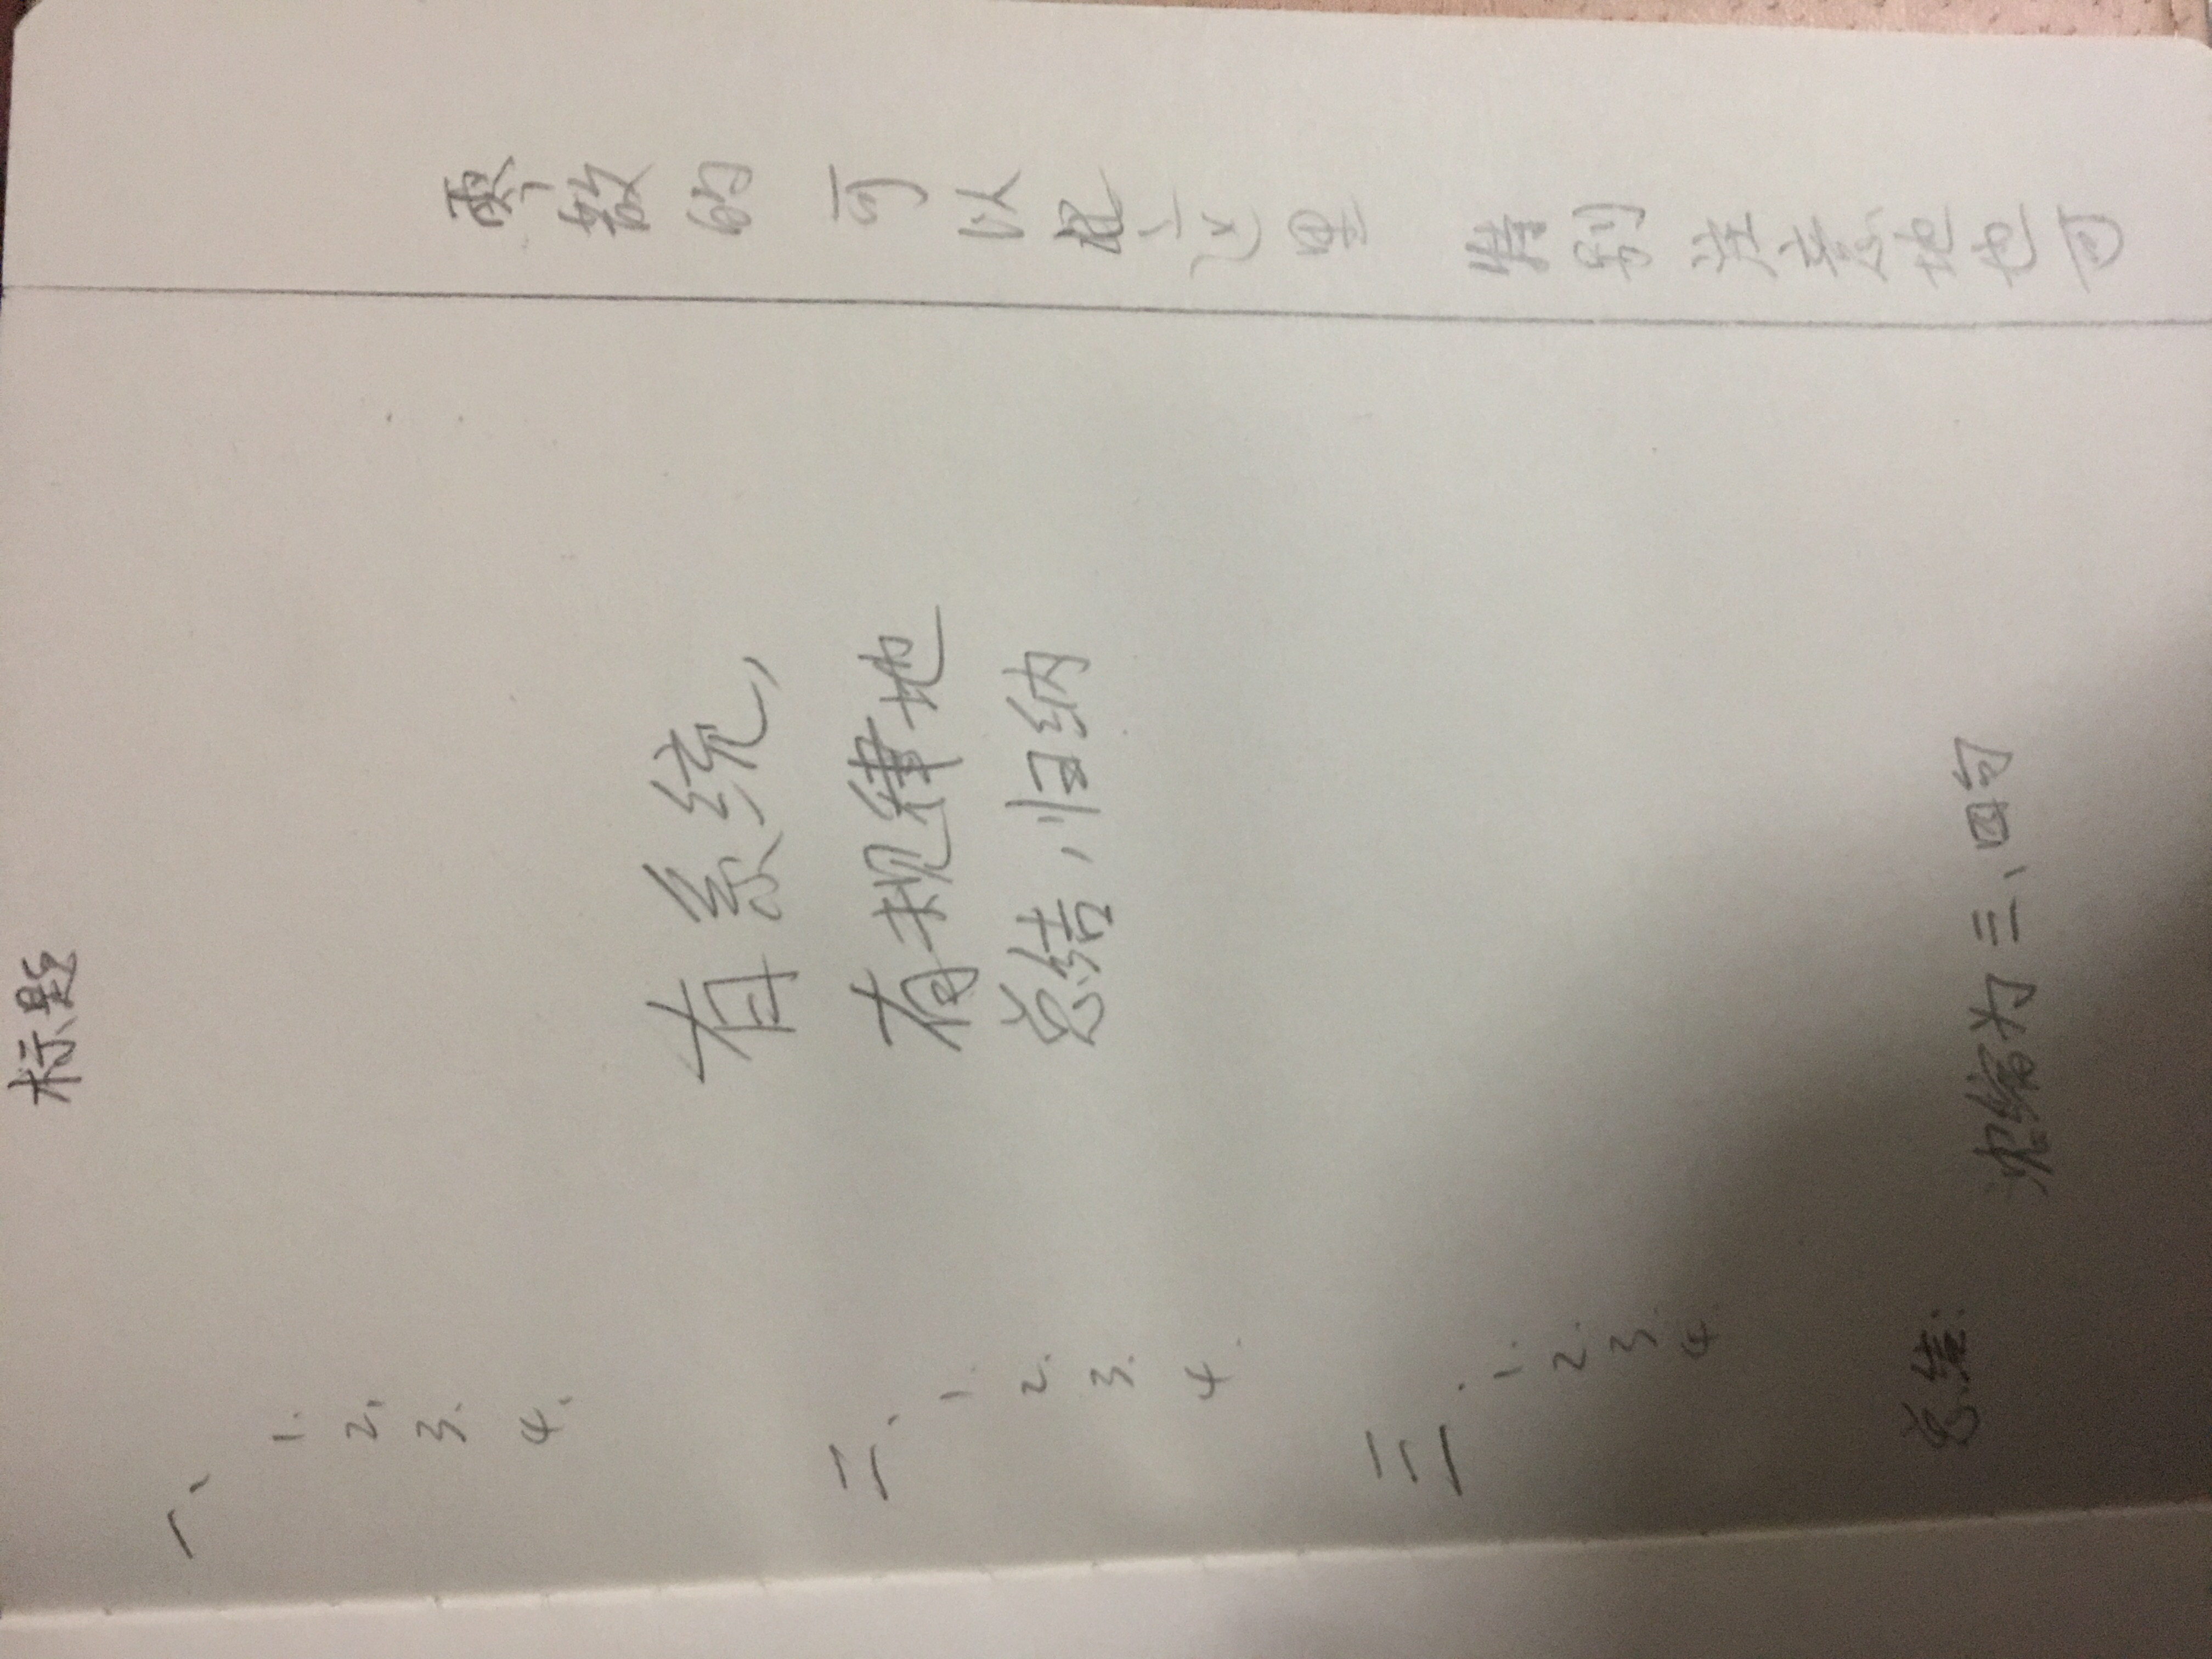 标题
一、
1.
2.
3.
4.
有系统,
二、
有规律地
1.
2.
总结,归纳
3.
4.
三.
1.
2.
3.
4
总结:
浓缩为三、四句
零散的可以记这里 特别注意地也可